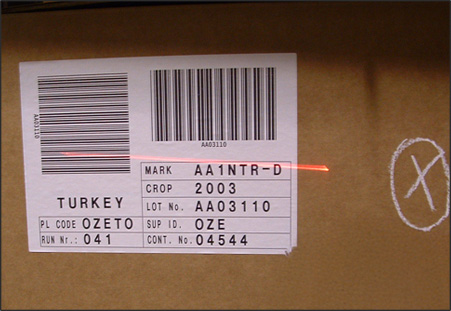 AA03110
AA03110
MARK AA1NTR-D
CROP 2003
TURKEY
LOT No. AA03110
PL CODE OZETO SUP ID. OZE
RUN Nr.: 041 CONT. No. 04544
X